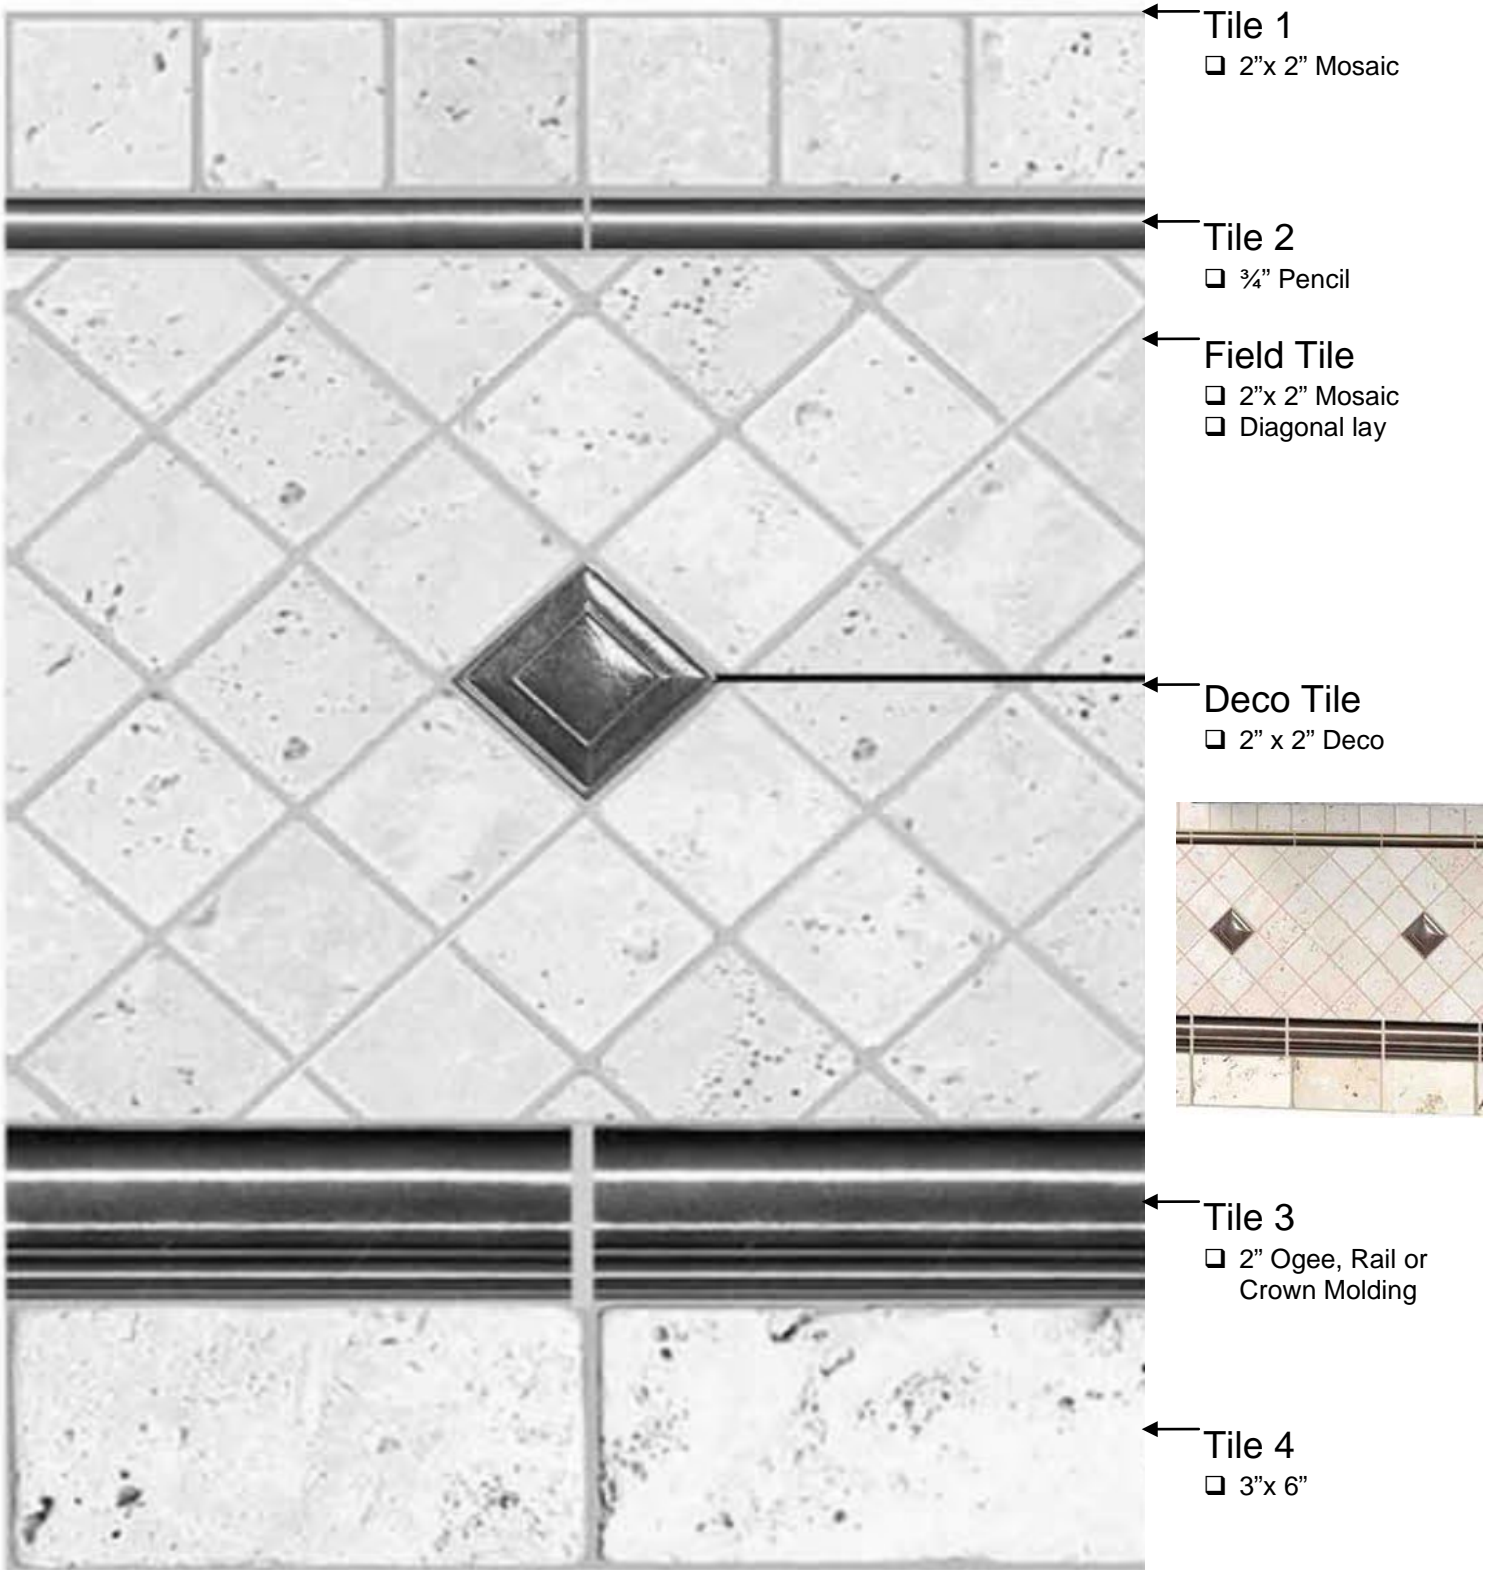 Tile 1
❑ 2”x 2” Mosaic
Tile 2
❑ ¾” Pencil
Field Tile
❑ 2”x 2” Mosaic
❑ Diagonal lay
Deco Tile
❑ 2” x 2” Deco
Tile 3
❑ 2” Ogee, Rail or
Crown Molding
Tile 4
❑ 3”x 6”